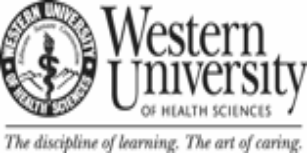 WESTERN UNIVERSITY
OF HEALTH SCIENCES
Western
University
OF HEALTH SCIENCES
The discipline of learning. The art of caring.